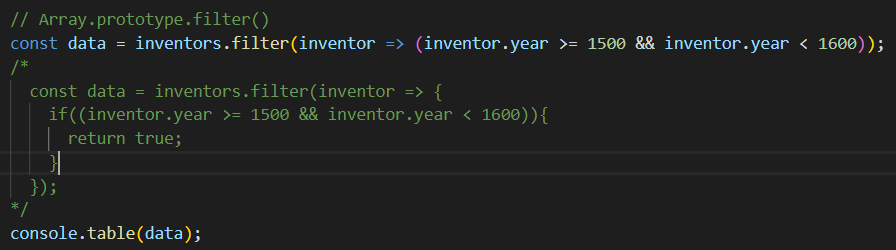 // Array.prototype.filter()
const data = inventors.filter(inventor => (inventor.year >= 1500 && inventor.year < 1600));
/*
  const data = inventors.filter(inventor => {
    if((inventor.year >= 1500 && inventor.year < 1600)){
      return true;
    }
  });
*/
console.table(data);